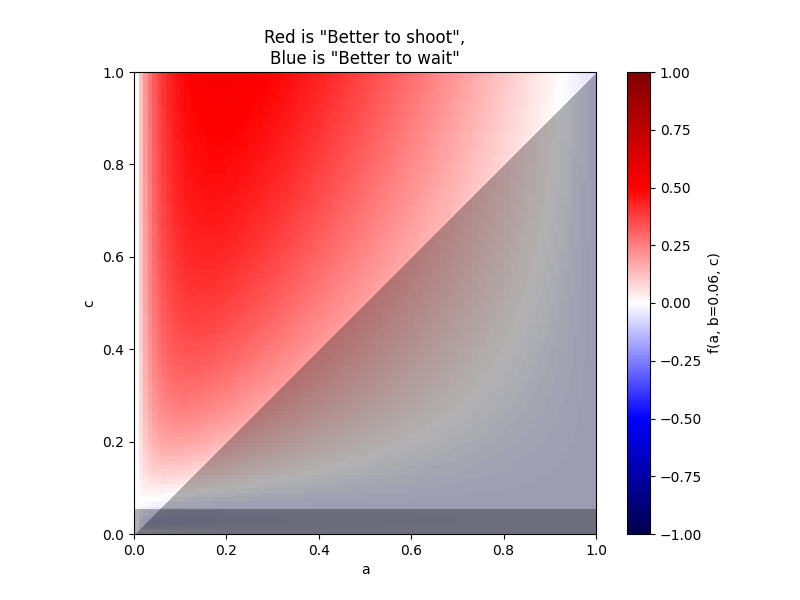 Red is "Better to shoot",
Blue is "Better to wait"
1.0
0.8
0.6
0.4
0.2
0.0
c
0.0 0.2 0.4 0.6 0.8 1.0
a
1.00
0.75
0.50
0.25
0.00
−0.25
−0.50
−0.75
−1.00
f(a, b=0.06, c)